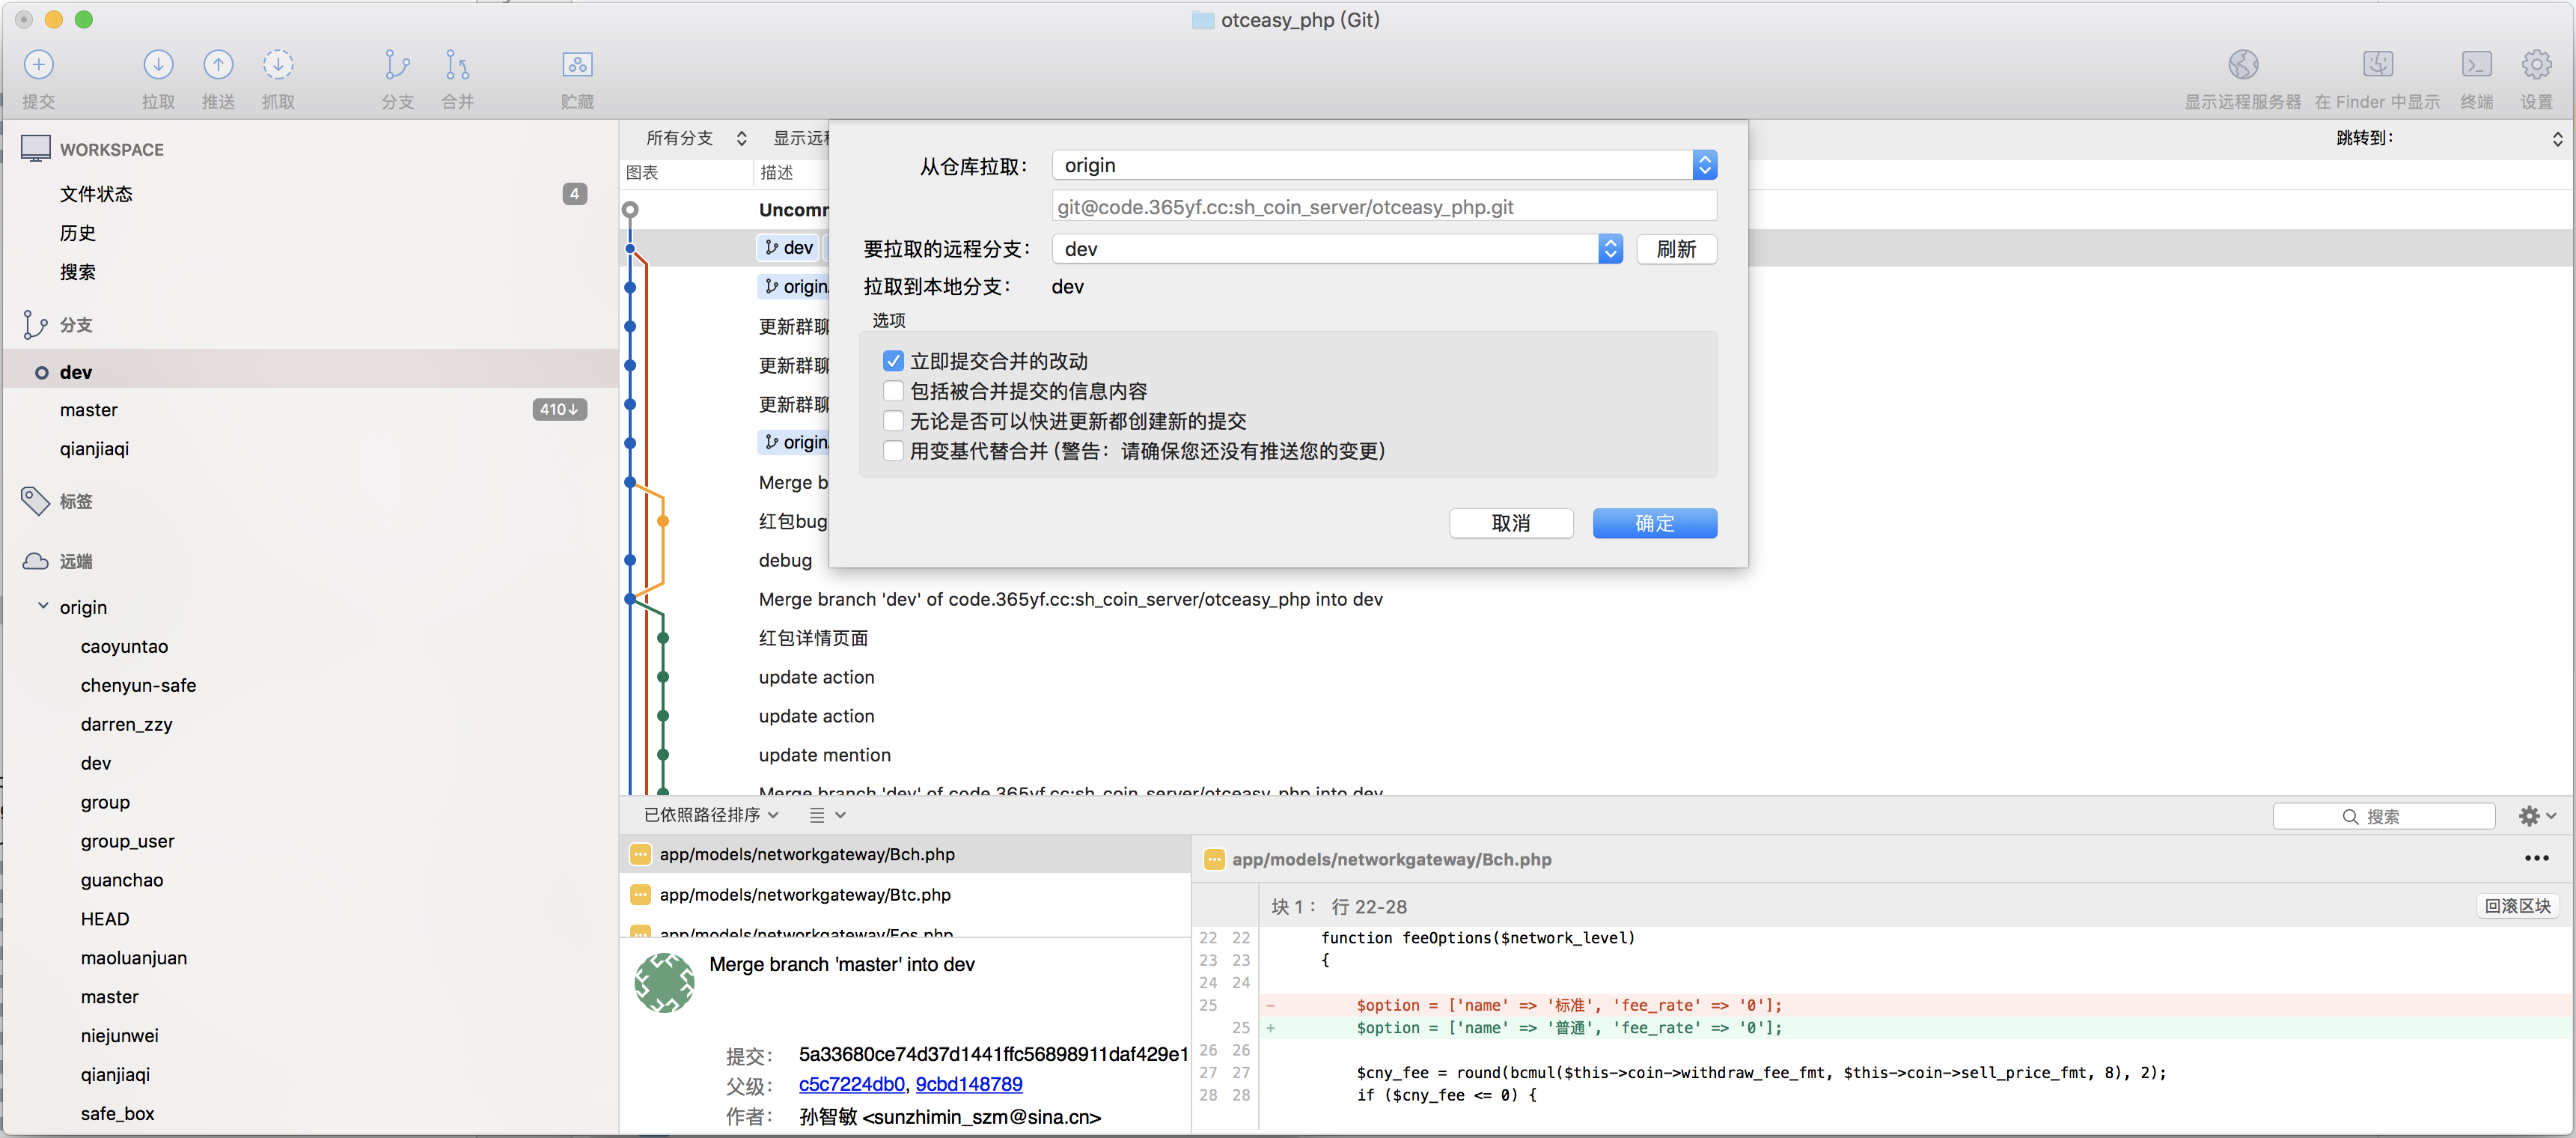 otceasy_php (Git)
提交
拉取
推送
抓取
分支
合并
贮藏
显示远程服务器
在 Finder 中显示
终端
设置
WORKSPACE
文件状态 4
历史
搜索
分支
dev
master 410↓
qianjiaqi
标签
远端
origin
caoyuntao
chenyun-safe
darren_zzy
dev
group
group_user
guanchao
HEAD
maoluanjuan
master
niejunwei
qianjiaqi
safe_box
所有分支
显示远程
跳转到：
图表 描述
Uncomm
dev
origin
更新群聊
更新群聊
更新群聊
origin
Merge b
红包bug
debug
Merge branch 'dev' of code.365yf.cc:sh_coin_server/otceasy_php into dev
红包详情页面
update action
update action
update mention
Merge branch 'dev' of code.365yf.cc:sh_coin_server/otceasy_php into dev
从仓库拉取： origin
git@code.365yf.cc:sh_coin_server/otceasy_php.git
要拉取的远程分支： dev 刷新
拉取到本地分支： dev
选项
立即提交合并的改动
包括被合并提交的信息内容
无论是否可以快进更新都创建新的提交
用变基代替合并 (警告：请确保您还没有推送您的变更)
取消 确定
已依照路径排序
搜索
app/models/networkgateway/Bch.php
app/models/networkgateway/Btc.php
app/models/networkgateway/Eos.php
Merge branch 'master' into dev
提交： 5a33680ce74d37d1441ffc56898911daf429e1
父级： c5c7224db0, 9cbd148789
作者： 孙智敏 <sunzhimin_szm@sina.cn>
app/models/networkgateway/Bch.php
块 1： 行 22-28 回滚区块
22 22 function feeOptions($network_level)
23 23 {
24 24
25 - $option = ['name' => '标准', 'fee_rate' => '0'];
25 + $option = ['name' => '普通', 'fee_rate' => '0'];
26 26
27 27 $cny_fee = round(bcmul($this->coin->withdraw_fee_fmt, $this->coin->sell_price_fmt, 8), 2);
28 28 if ($cny_fee <= 0) {